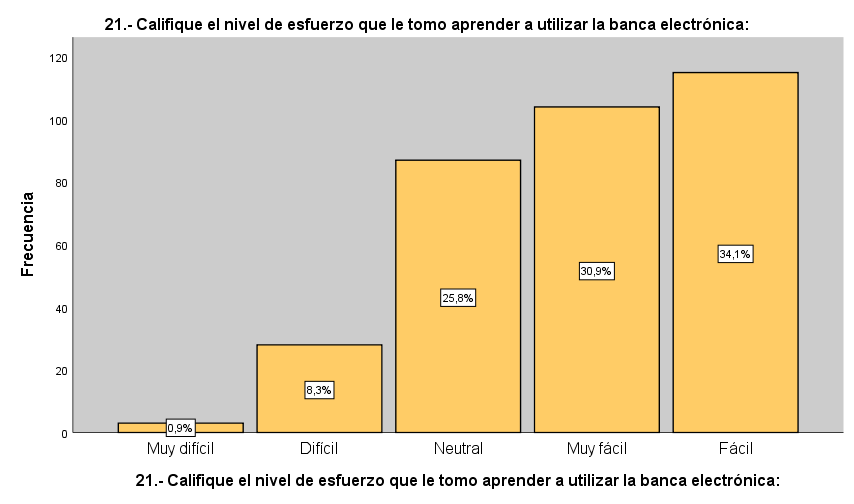 21.- Califique el nivel de esfuerzo que le tomo aprender a utilizar la banca electrónica:
120
100
80
60
40
20
0
Frecuencia
0,9%
8,3%
25,8%
30,9%
34,1%
Muy difícil
Difícil
Neutral
Muy fácil
Fácil
21.- Califique el nivel de esfuerzo que le tomo aprender a utilizar la banca electrónica: